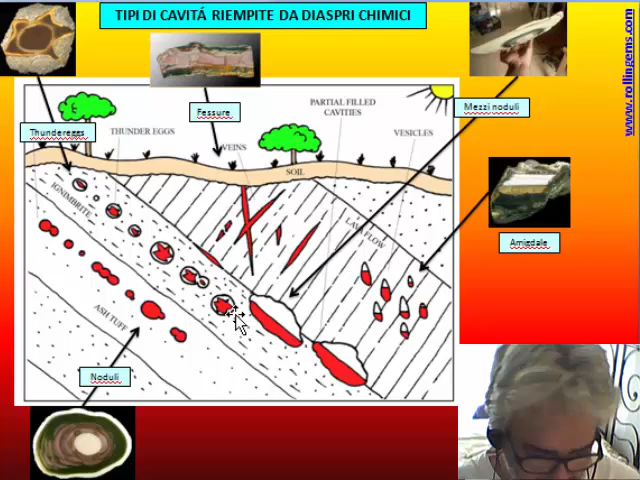 TIPI DI CAVITÁ RIEMPITE DA DIASPRI CHIMICI
www.rollingems.com
Fessure
PARTIAL FILLED
CAVITIES
Mezzi noduli
Thundereggs
THUNDER EGGS
VEINS
VESICLES
SOIL
IGNIMBRITE
LAVA FLOW
Amigdale
ASH TUFF
Noduli